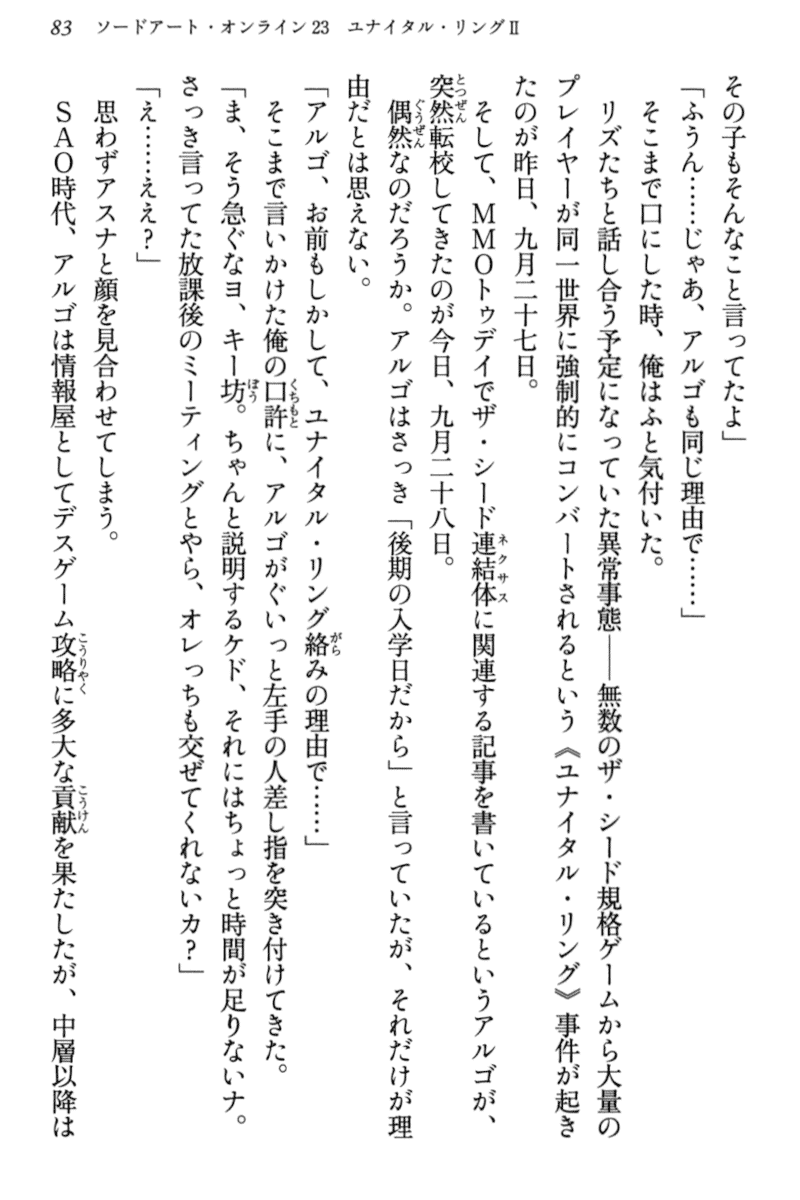 83 ソードアート・オンライン23 ユナイタル・リングⅡ
その子もそんなこと言ってたよ」
「ふうん……じゃあ、アルゴも同じ理由で……」
そこまで口にした時、俺はふと気付いた。
リズたちと話し合う予定になっていた異常事態――無数のザ・シード規格ゲームから大量の
プレイヤーが同一世界に強制的にコンバートされるという《ユナイタル・リング》事件が起き
たのが昨日、九月二十七日。
そして、MMOトゥデイでザ・シード連結体に関連する記事を書いているというアルゴが、
突然転校してきたのが今日、九月二十八日。
偶然なのだろうか。アルゴはさっき「後期の入学日だから」と言っていたが、それだけが理
由だとは思えない。
「アルゴ、お前もしかして、ユナイタル・リング絡みの理由で……」
そこまで言いかけた俺の口許に、アルゴがぐいっと左手の人差し指を突き付けてきた。
「ま、そう急ぐなヨ、キー坊。ちゃんと説明するケド、それにはちょっと時間が足りないナ。
さっき言ってた放課後のミーティングとやら、オレっちも交ぜてくれないカ？」
「え……ええ？」
思わずアスナと顔を見合わせてしまう。
SAO時代、アルゴは情報屋としてデスゲーム攻略に多大な貢献を果たしたが、中層以降は